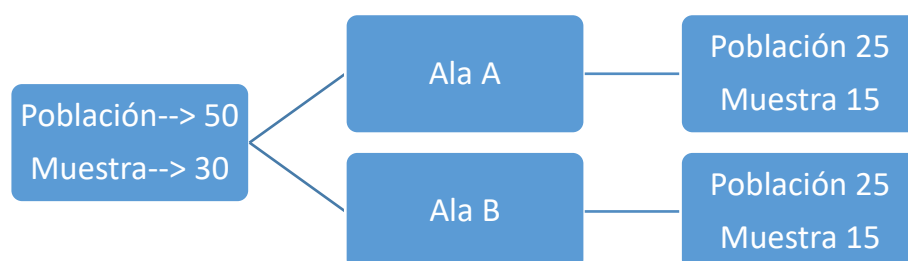 Población--> 50
Muestra--> 30
Ala A
Población 25
Muestra 15
Ala B
Población 25
Muestra 15